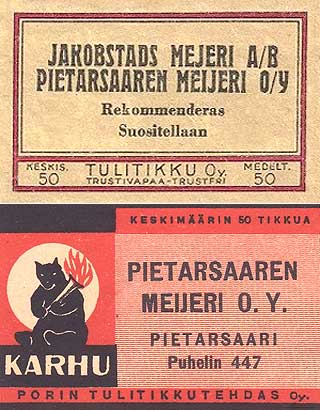 JAKOBSTADS MEJERI A/B
PIETARSAAREN MEIJERI O/Y
Rekommenderas
Suositellaan
KESKIS. 50
TULITIKKU Oy.
TRUSTIVAPAA-TRUSTFRI
MEDELT. 50
KESKIMÄÄRIN 50 TIKKUA
PIETARSAAREN
MEIJERI O. Y.
PIETARSAARI
Puhelin 447
KARHU
PORIN TULITIKKUTEHDAS Oy.